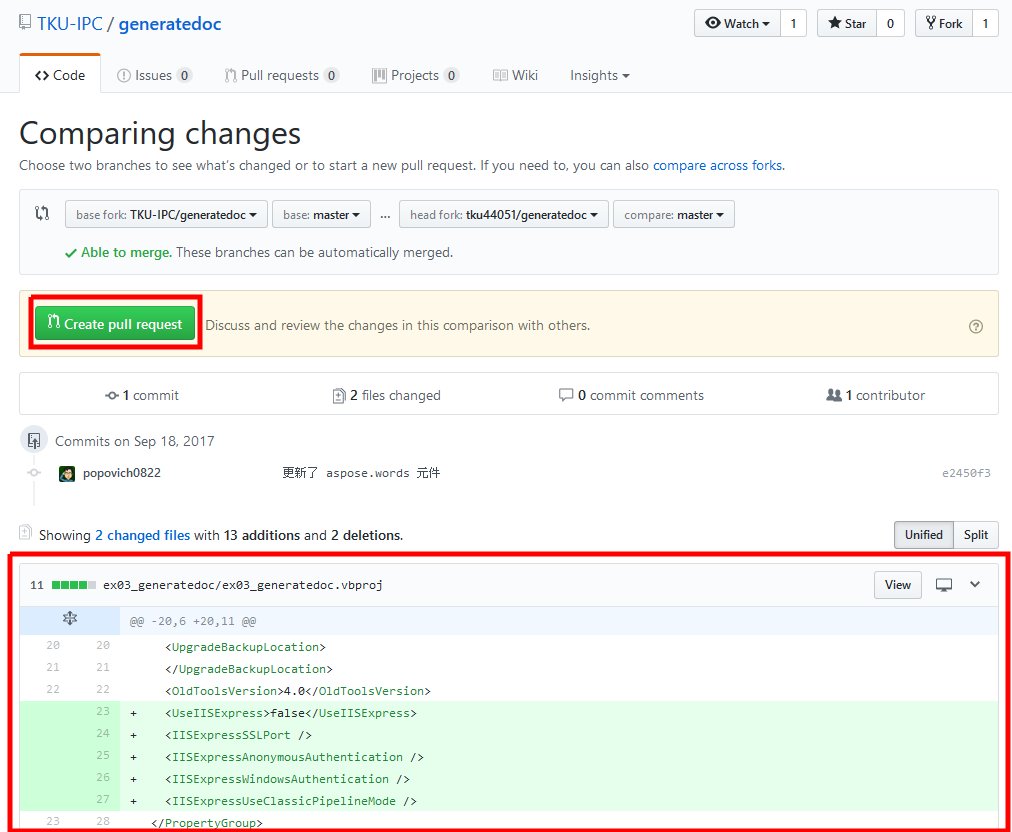 TKU-IPC / generatedoc Watch 1 Star 0 Fork 1
<> Code Issues 0 Pull requests 0 Projects 0 Wiki Insights
Comparing changes
Choose two branches to see what's changed or to start a new pull request. If you need to, you can also compare across forks.
base fork: TKU-IPC/generatedoc base: master ... head fork: tku44051/generatedoc compare: master
Able to merge. These branches can be automatically merged.
Create pull request Discuss and review the changes in this comparison with others.
1 commit 2 files changed 0 commit comments 1 contributor
Commits on Sep 18, 2017
popovich0822 更新了 aspose.words 元件 e2450f3
Showing 2 changed files with 13 additions and 2 deletions. Unified Split
11 ex03_generatedoc/ex03_generatedoc.vbproj View
@@ -20,6 +20,11 @@
20 20 <UpgradeBackupLocation>
21 21 </UpgradeBackupLocation>
22 22 <OldToolsVersion>4.0</OldToolsVersion>
23 + <UseIISExpress>false</UseIISExpress>
24 + <IISExpressSSLPort />
25 + <IISExpressAnonymousAuthentication />
26 + <IISExpressWindowsAuthentication />
27 + <IISExpressUseClassicPipelineMode />
23 28 </PropertyGroup>